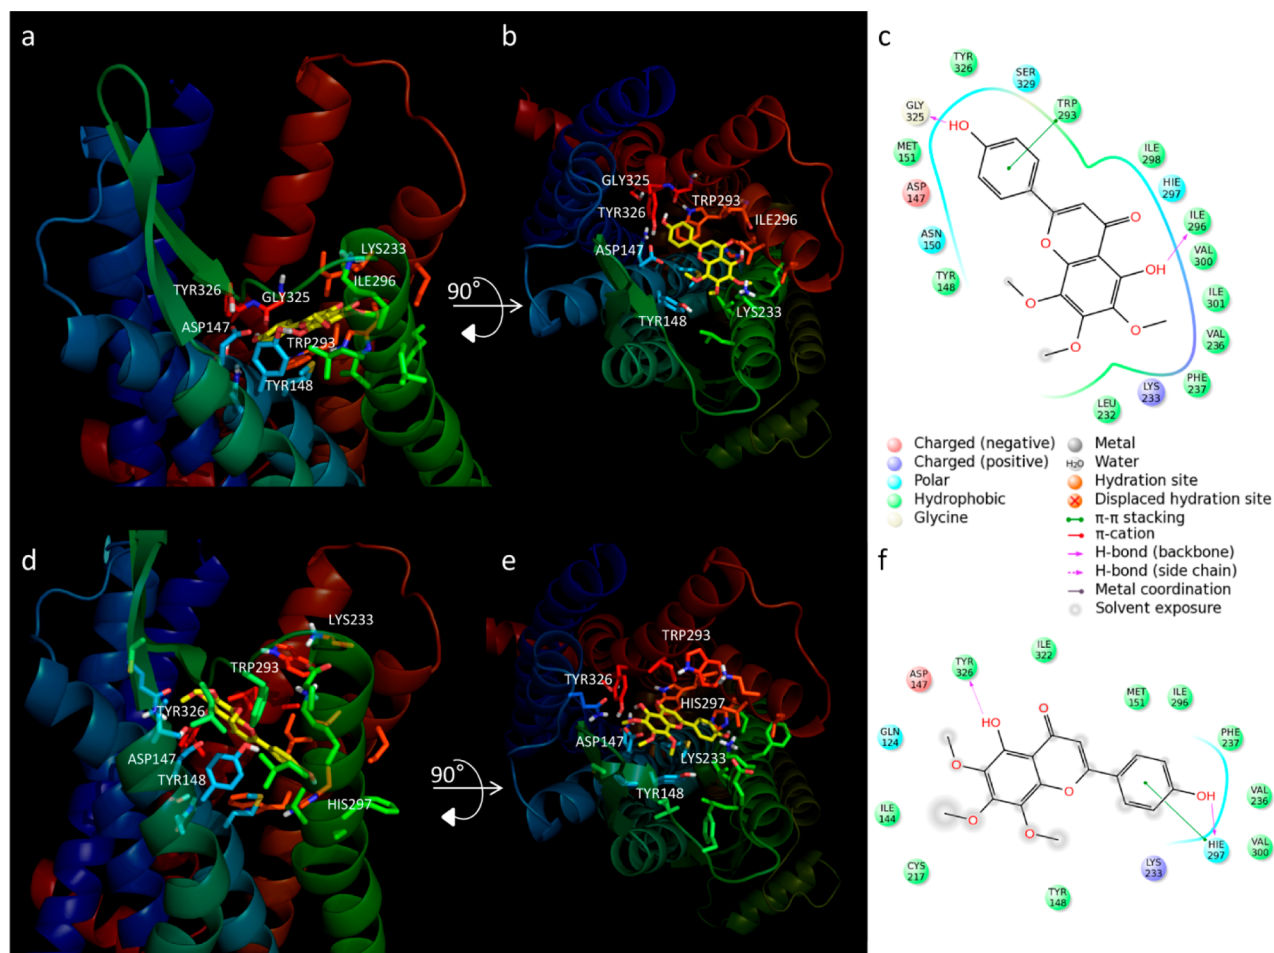 a
LYS233
ILE296
TYR326
GLY325
ASP147
TRP293
TYR148
90°
b
GLY325
TRP293
TYR326
ILE296
ASP147
TYR148
LYS233
c
TYR
326
SER
329
TRP
293
GLY
325
HO
MET
151
ILE
298
ASP
147
HIE
297
O
ILE
296
ASN
150
O
OH
VAL
300
TYR
148
O
ILE
301
O
O
VAL
236
LYS
233
PHE
237
LEU
232
Charged (negative)
Charged (positive)
Polar
Hydrophobic
Glycine
Metal
H₂O Water
Hydration site
Displaced hydration site
π-π stacking
π-cation
H-bond (backbone)
H-bond (side chain)
Metal coordination
Solvent exposure
d
LYS233
TRP293
TYR326
ASP147
TYR148
HIS297
90°
e
TRP293
TYR326
HIS297
ASP147
LYS233
TYR148
f
ILE
322
TYR
326
ASP
147
MET
151
ILE
296
HO
O
GLN
124
PHE
237
O
O
OH
ILE
144
O
O
VAL
236
HIE
297
VAL
300
LYS
233
CYS
217
TYR
148